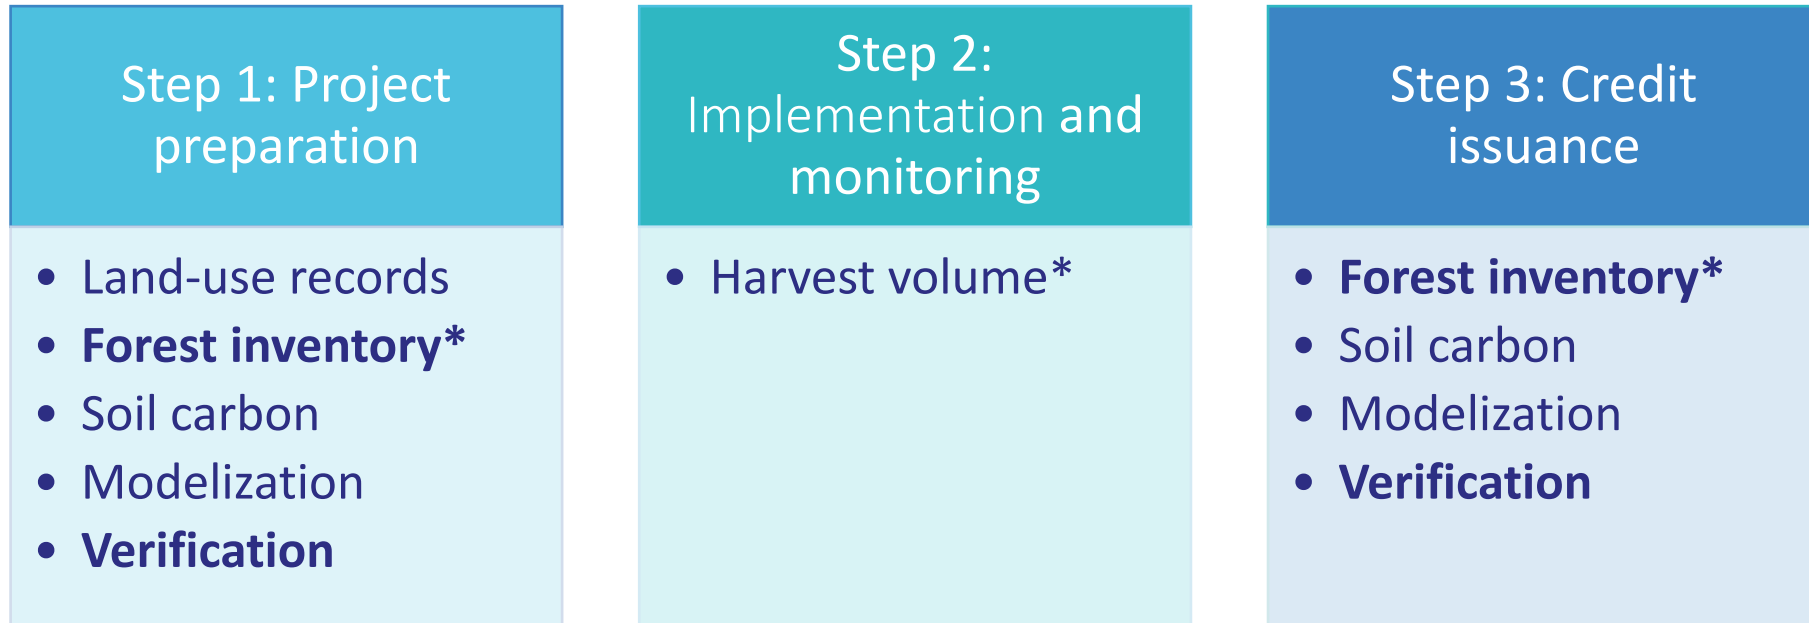 Step 1: Project
preparation
• Land-use records
• Forest inventory*
• Soil carbon
• Modelization
• Verification
Step 2:
Implementation and
monitoring
• Harvest volume*
Step 3: Credit
issuance
• Forest inventory*
• Soil carbon
• Modelization
• Verification